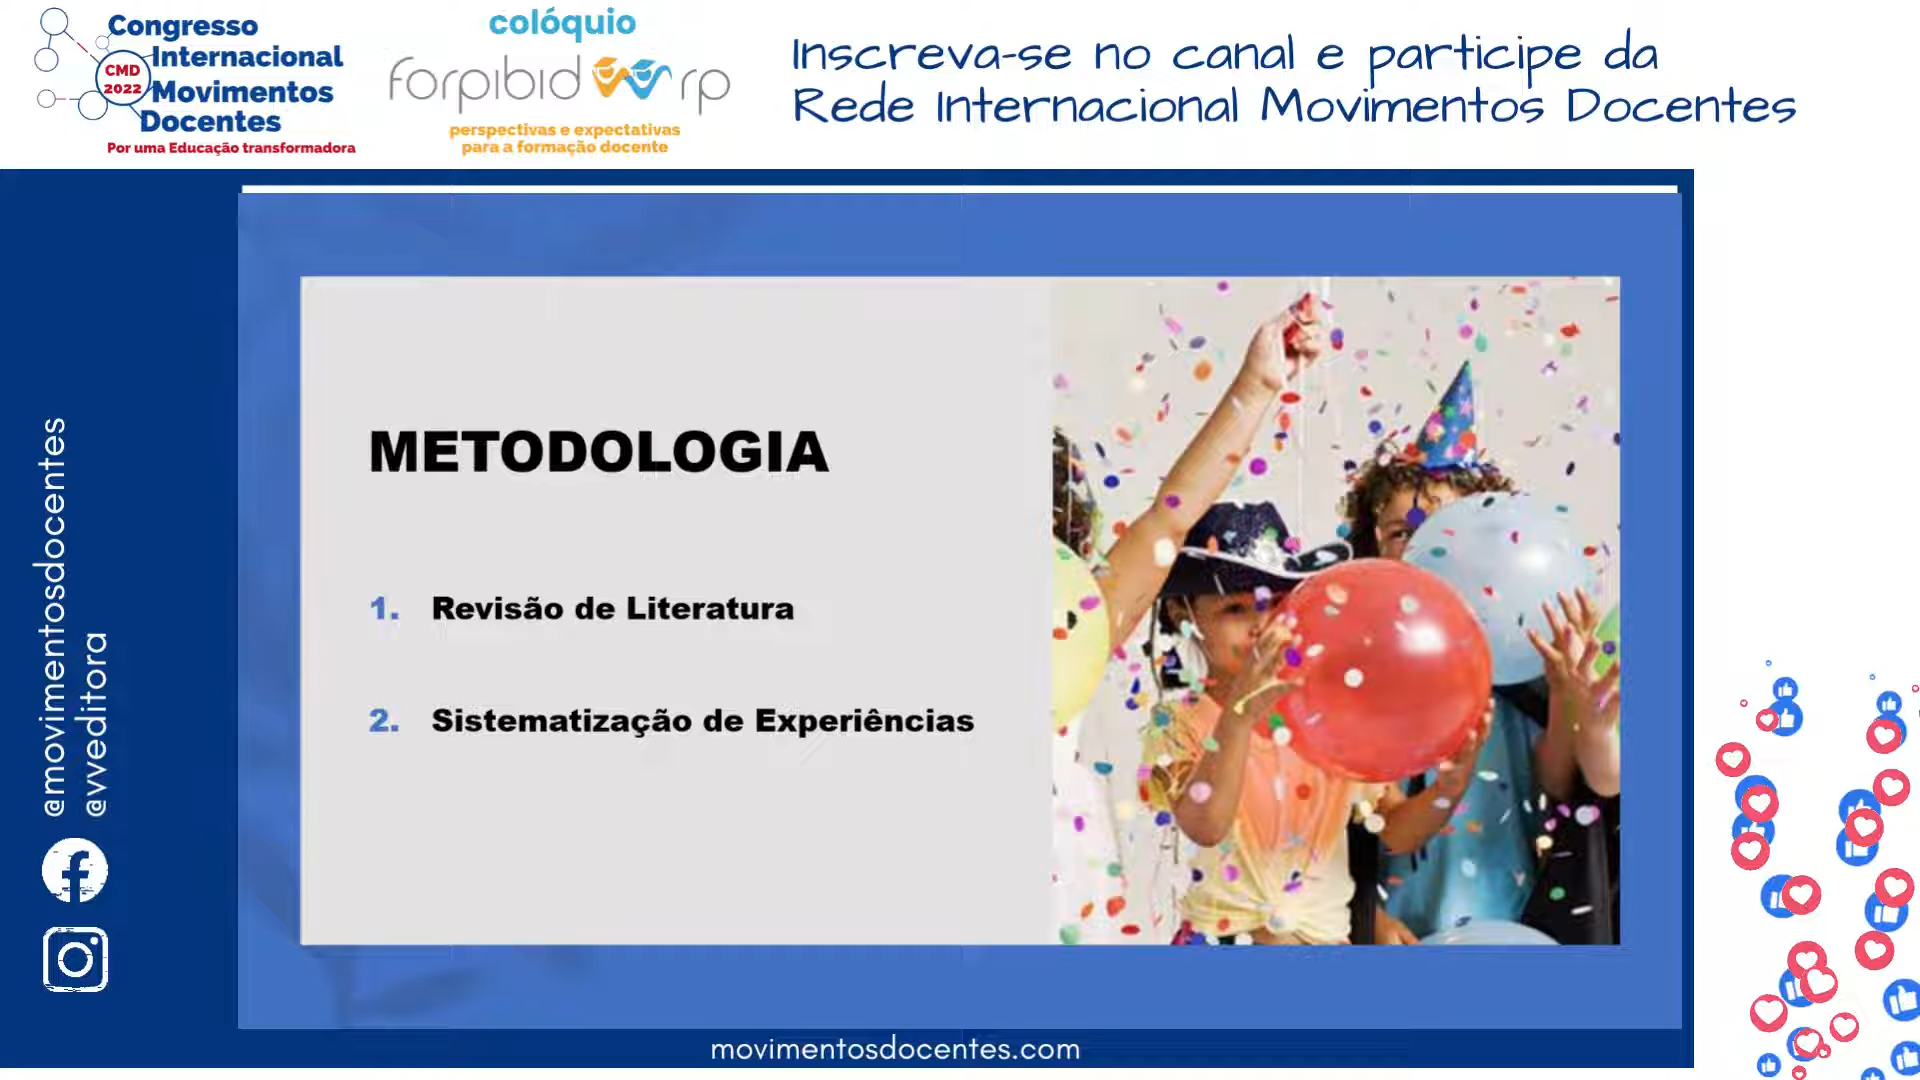 Congresso
Internacional
CMD
2022
Movimentos
Docentes
Por uma Educação transformadora
colóquio
forpibid rp
perspectivas e expectativas
para a formação docente
Inscreva-se no canal e participe da
Rede Internacional Movimentos Docentes
METODOLOGIA
1. Revisão de Literatura
2. Sistematização de Experiências
@movimentosdocentes
@vveditora
movimentosdocentes.com